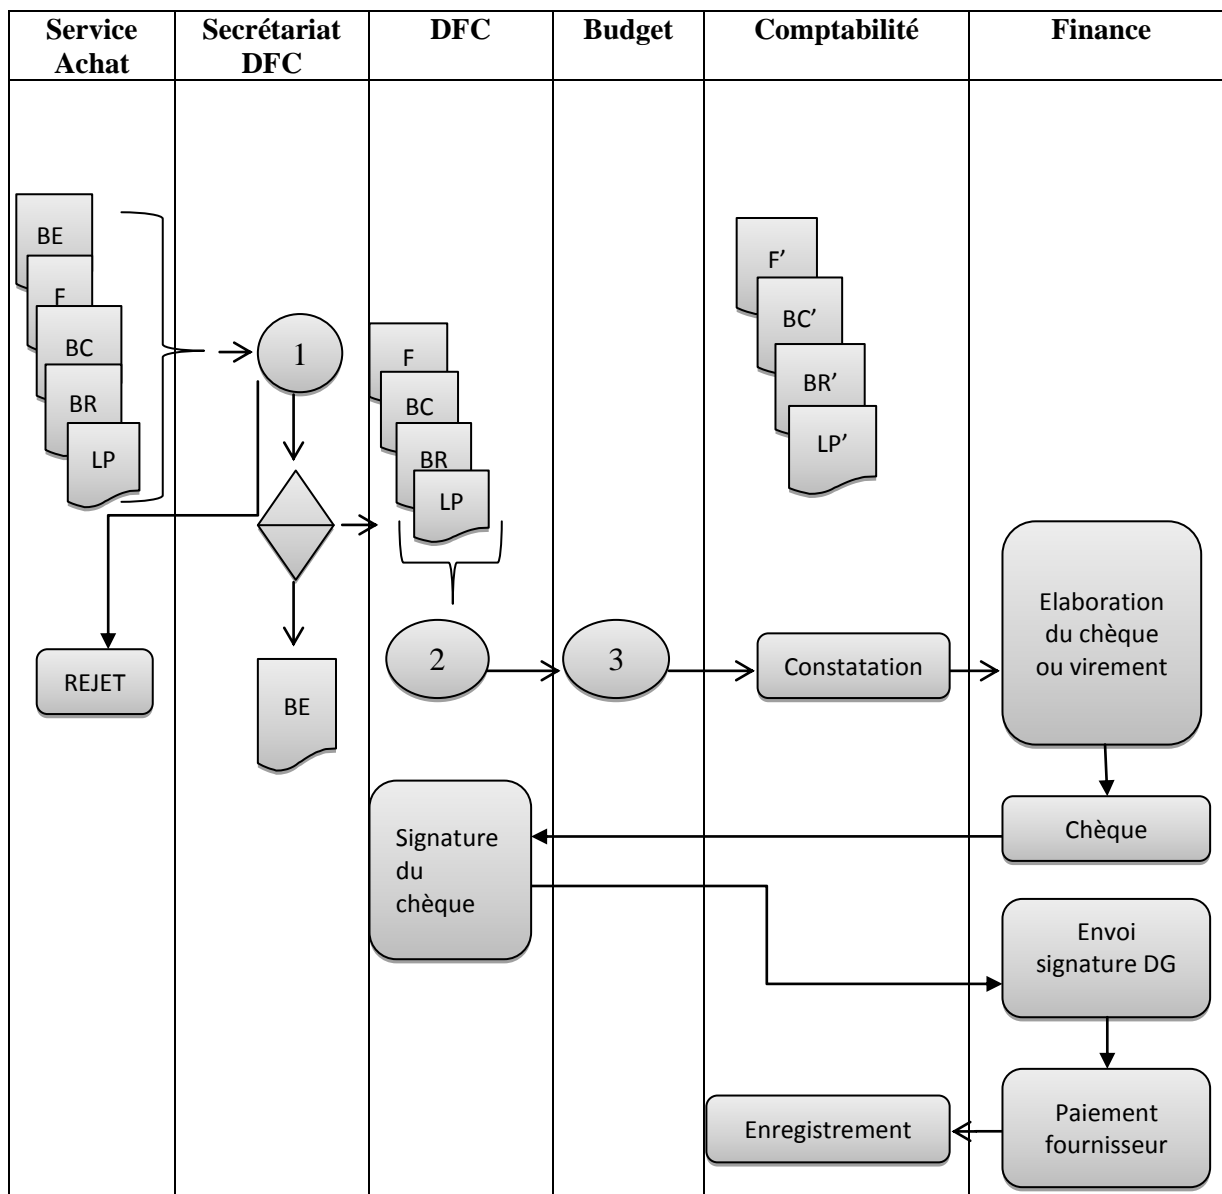 Service
Achat
Secrétariat
DFC
DFC
Budget
Comptabilité
Finance
BE
F
BC
BR
LP
1
F
BC
BR
LP
F’
BC’
BR’
LP’
REJET
BE
2
3
Constatation
Elaboration
du chèque
ou virement
Signature
du
chèque
Chèque
Envoi
signature DG
Enregistrement
Paiement
fournisseur